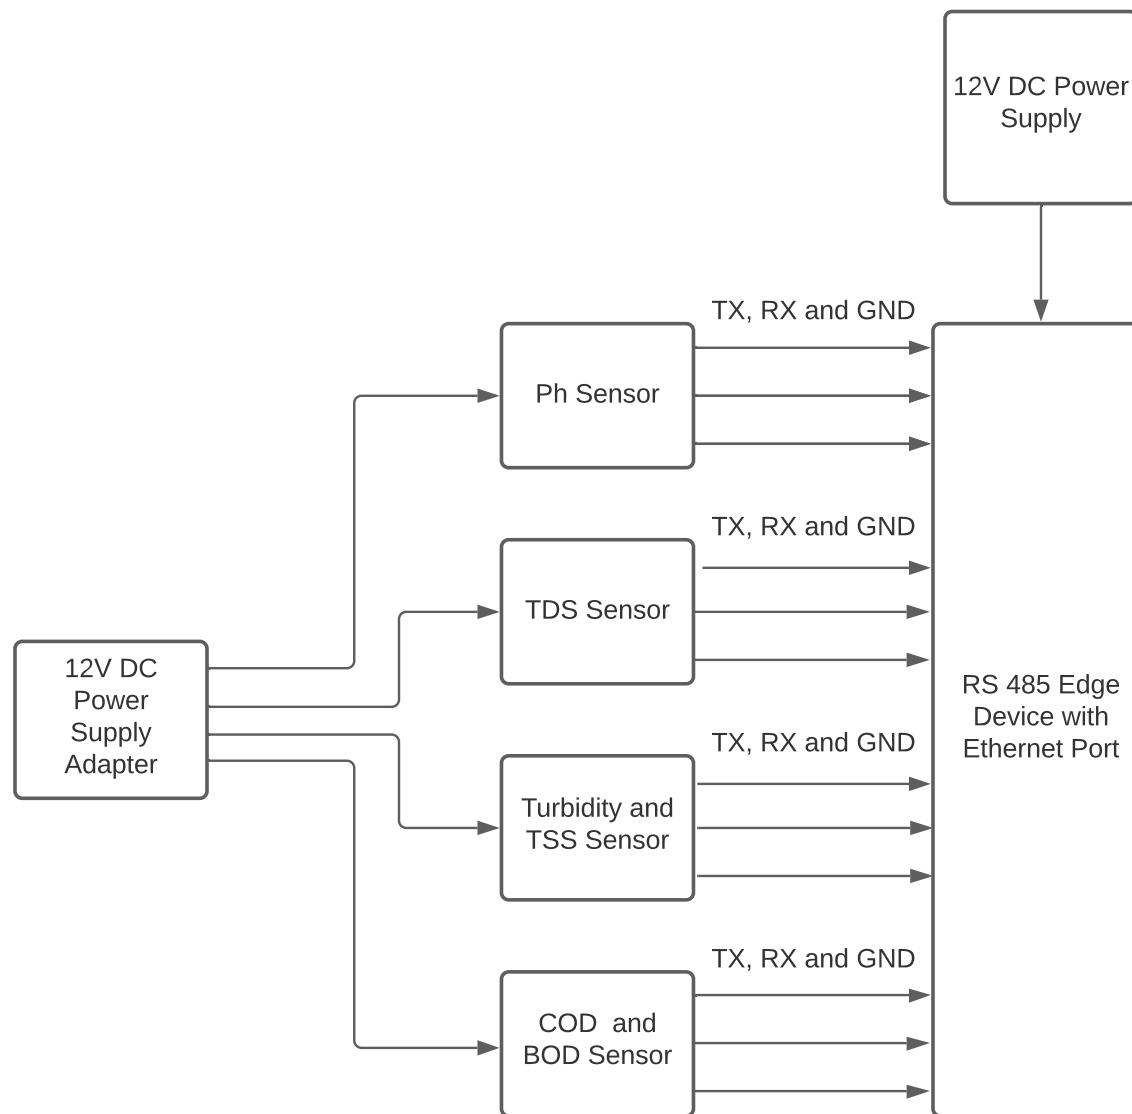 12V DC Power
Supply
TX, RX and GND
Ph Sensor
TX, RX and GND
TDS Sensor
12V DC
Power
Supply
Adapter
RS 485 Edge
Device with
Ethernet Port
TX, RX and GND
Turbidity and
TSS Sensor
TX, RX and GND
COD and
BOD Sensor